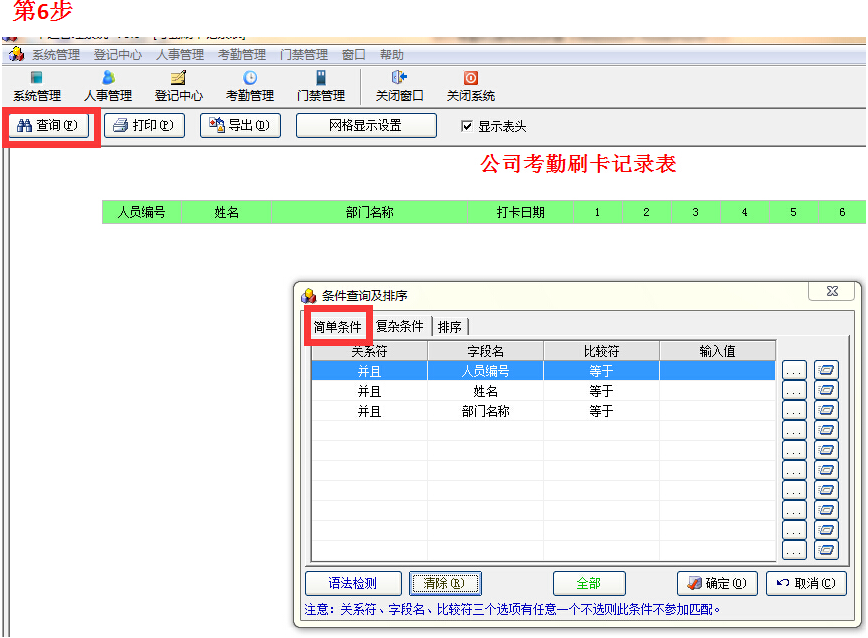 第6步
系统管理 登记中心 人事管理 考勤管理 门禁管理 窗口 帮助
系统管理 人事管理 登记中心 考勤管理 门禁管理 关闭窗口 关闭系统
查询(F) 打印(P) 导出(D) 网格显示设置 显示表头
公司考勤刷卡记录表
人员编号 姓名 部门名称 打卡日期 1 2 3 4 5 6
条件查询及排序
简单条件 复杂条件 排序
关系符 字段名 比较符 输入值
并且 人员编号 等于
并且 姓名 等于
并且 部门名称 等于
语法检测 清除(R) 全部 确定(O) 取消(C)
注意：关系符、字段名、比较符三个选项有任意一个不选则此条件不参加匹配。